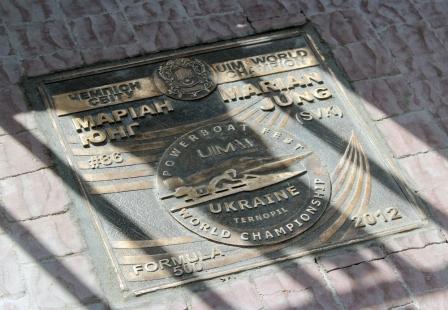 ЧЕМПІОН
СВІТУ
МАРІАН
ЮНГ
#86
UIM WORLD
CHAMPION
MARIAN
JUNG
(SVK)
POWERBOAT FEST
UIM
UKRAINE
TERNOPIL
WORLD CHAMPIONSHIP
FORMULA
500
2012